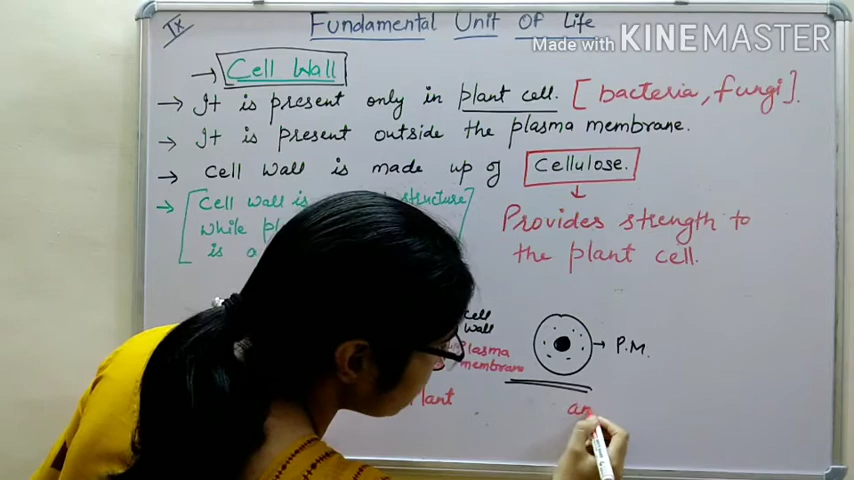 IX
Fundamental Unit Of Life
Made with KINEMASTER
→ Cell Wall
→ It is present only in plant cell. [bacteria, fungi].
→ It is present outside the plasma membrane.
→ Cell Wall is made up of Cellulose.
→ Cell Wall is structure
while
is a
Provides strength to
the plant cell.
Cell
Wall
Plasma
membrane
Plant
→ P.M.
an